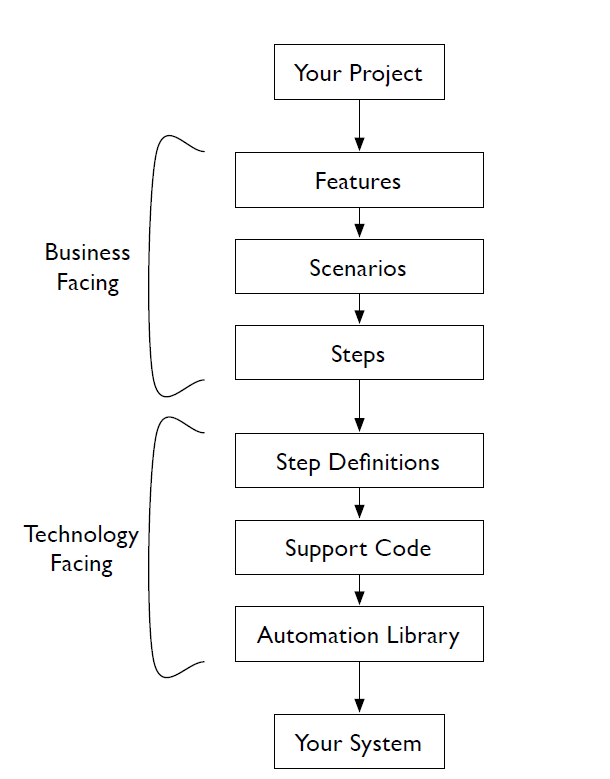 Your Project
Features
Business
Facing
Scenarios
Steps
Step Definitions
Technology
Facing
Support Code
Automation Library
Your System